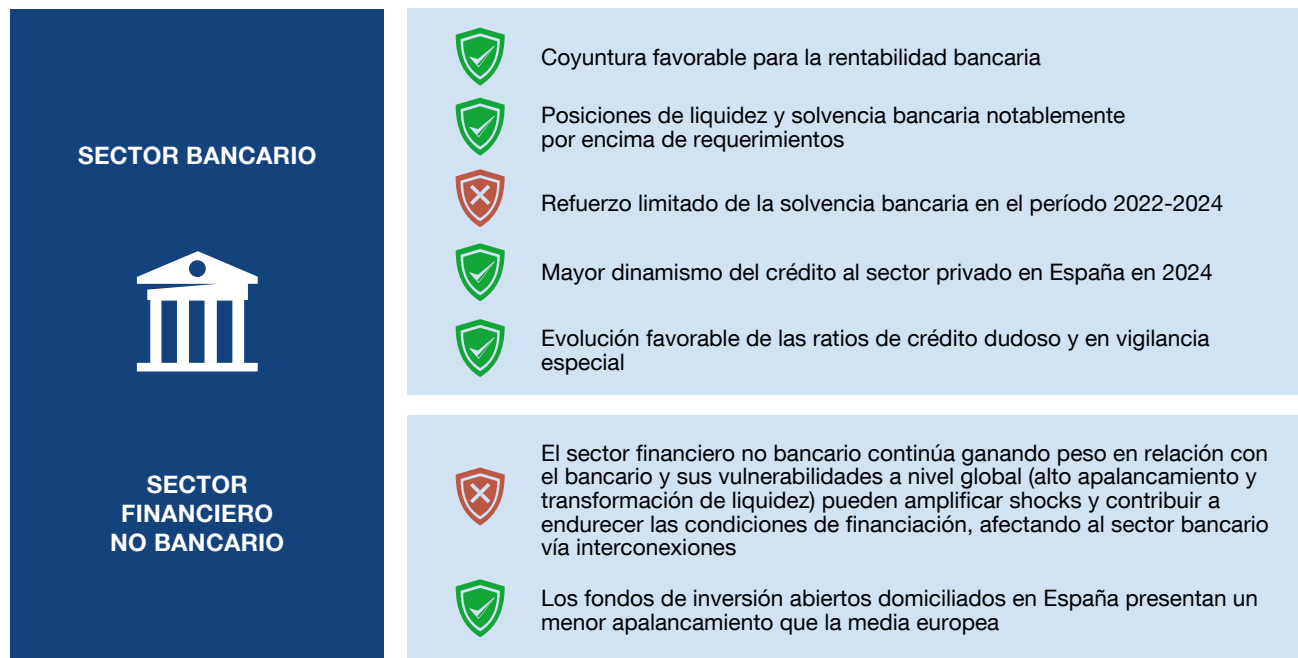 SECTOR BANCARIO
Coyuntura favorable para la rentabilidad bancaria
Posiciones de liquidez y solvencia bancaria notablemente
por encima de requerimientos
Refuerzo limitado de la solvencia bancaria en el período 2022-2024
Mayor dinamismo del crédito al sector privado en España en 2024
Evolución favorable de las ratios de crédito dudoso y en vigilancia
especial
SECTOR
FINANCIERO
NO BANCARIO
El sector financiero no bancario continúa ganando peso en relación con
el bancario y sus vulnerabilidades a nivel global (alto apalancamiento y
transformación de liquidez) pueden amplificar shocks y contribuir a
endurecer las condiciones de financiación, afectando al sector bancario
vía interconexiones
Los fondos de inversión abiertos domiciliados en España presentan un
menor apalancamiento que la media europea